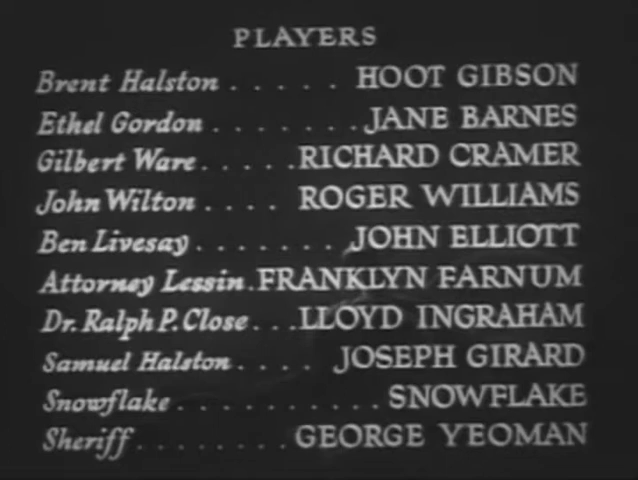 PLAYERS
Brent Halston . . . . . . HOOT GIBSON
Ethel Gordon . . . . . . . JANE BARNES
Gilbert Ware . . . . . RICHARD CRAMER
John Wilton . . . . ROGER WILLIAMS
Ben Livesay . . . . . . . JOHN ELLIOTT
Attorney Lessin . FRANKLYN FARNUM
Dr. Ralph P. Close . . . LLOYD INGRAHAM
Samuel Halston . . . . JOSEPH GIRARD
Snowflake . . . . . . . . . . SNOWFLAKE
Sheriff . . . . . . . . GEORGE YEOMAN